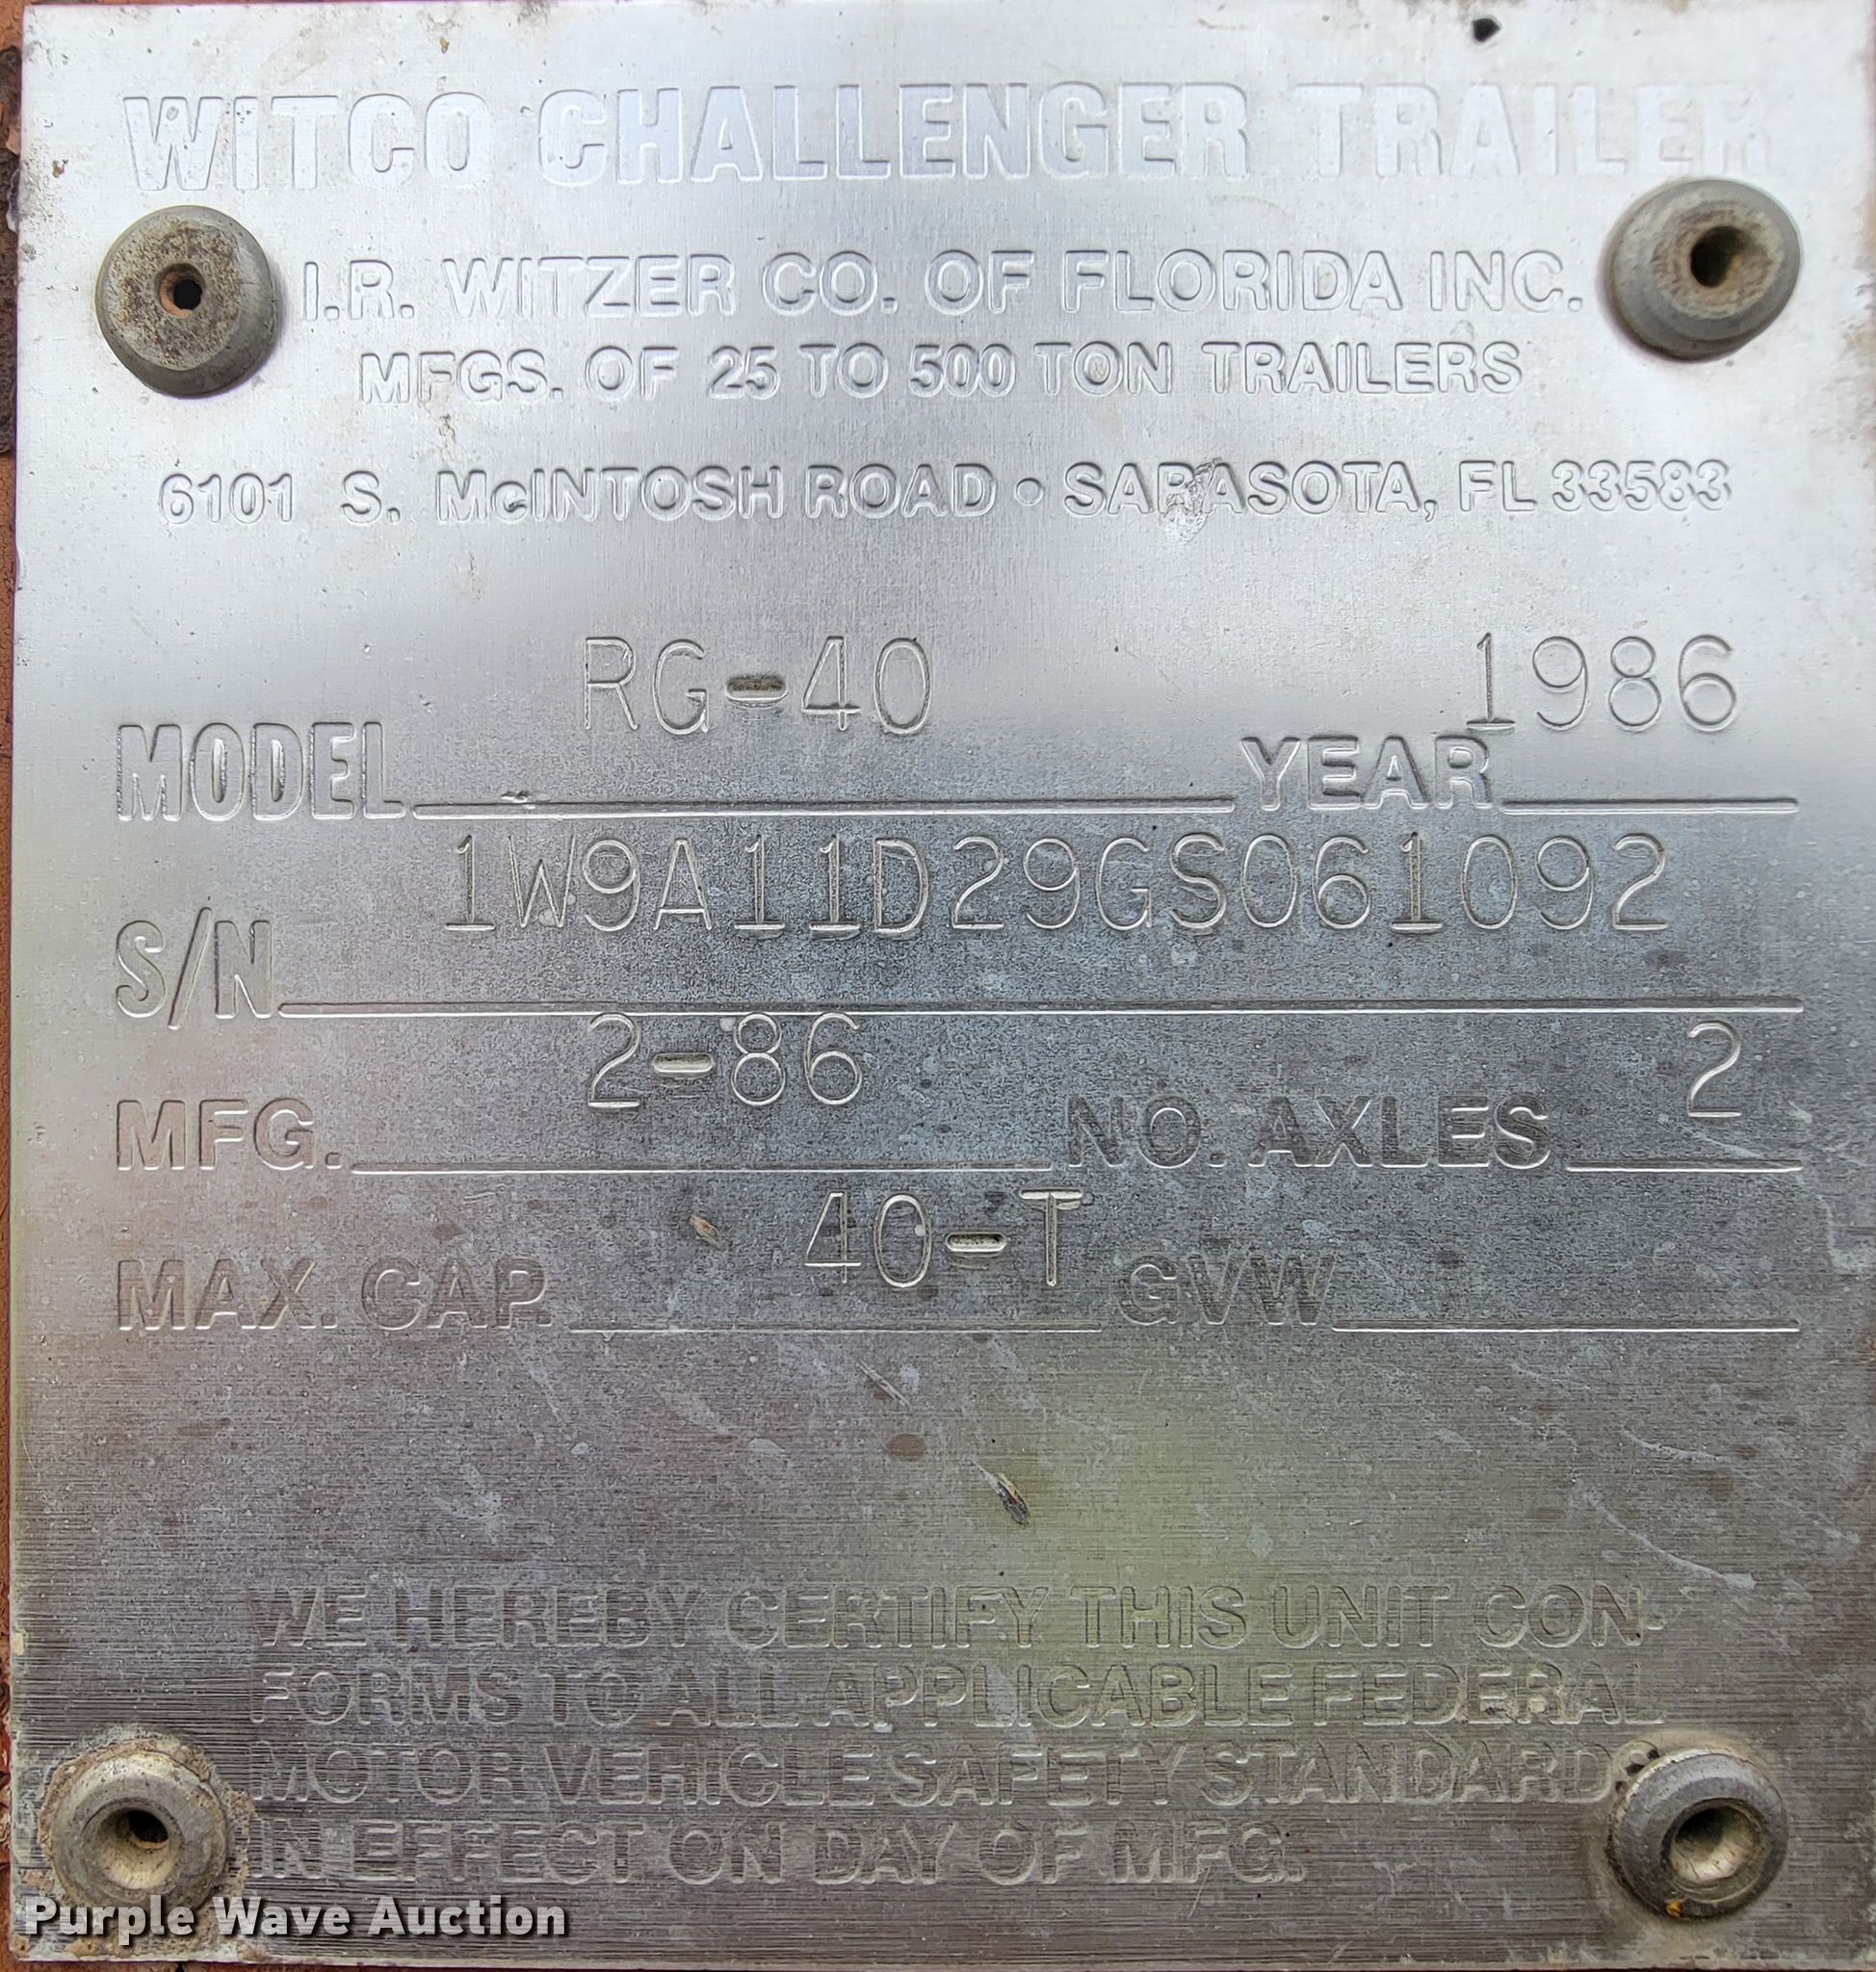 WITCO CHALLENGER TRAILER
I.R. WITZER CO. OF FLORIDA INC.
MFGS. OF 25 TO 500 TON TRAILERS
6101 S. McINTOSH ROAD • SARASOTA, FL 33583
MODEL RG-40 YEAR 1986
S/N 1W9A11D29GS061092
MFG. 2-86 NO. AXLES 2
MAX. CAP. 40-T GVW
WE HEREBY CERTIFY THIS UNIT CON-
FORMS TO ALL APPLICABLE FEDERAL
MOTOR VEHICLE SAFETY STANDARDS
IN EFFECT ON DAY OF MFG.
Purple Wave Auction